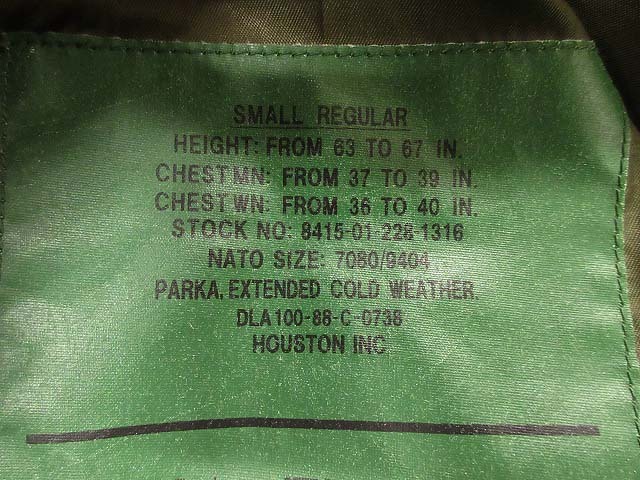 SMALL REGULAR
HEIGHT: FROM 63 TO 67 IN.
CHEST MN: FROM 37 TO 39 IN.
CHEST WN: FROM 36 TO 40 IN.
STOCK NO: 8415-01 228 1316
NATO SIZE: 7080/9404
PARKA, EXTENDED COLD WEATHER.
DLA100-88-C-0738
HOUSTON INC